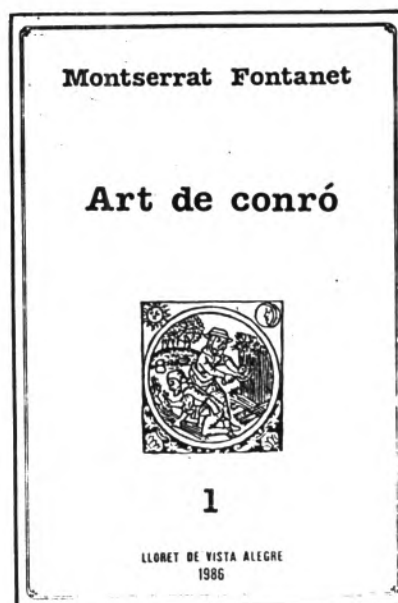 Montserrat Fontanet
Art de conró
1
LLORET DE VISTA ALEGRE
1986